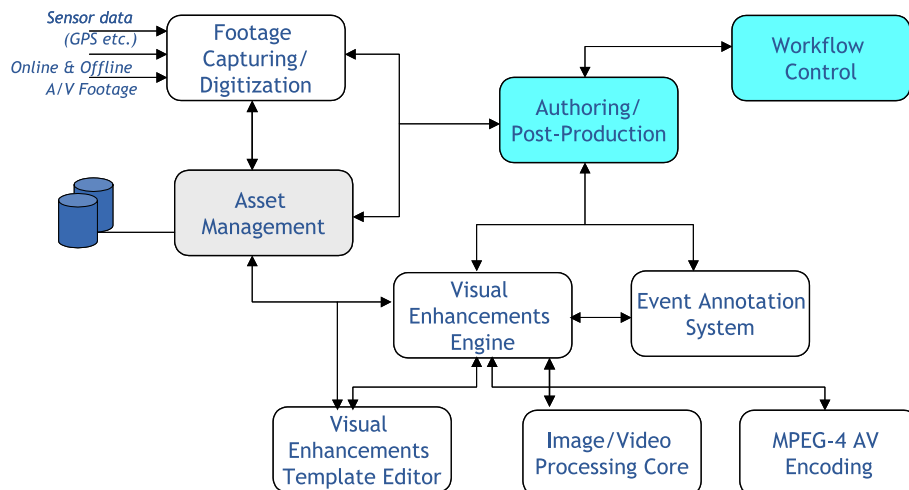 Sensor data
(GPS etc.)
Online & Offline
A/V Footage
Footage
Capturing/
Digitization
Workflow
Control
Authoring/
Post-Production
Asset
Management
Visual
Enhancements
Engine
Event Annotation
System
Visual
Enhancements
Template Editor
Image/Video
Processing Core
MPEG-4 AV
Encoding